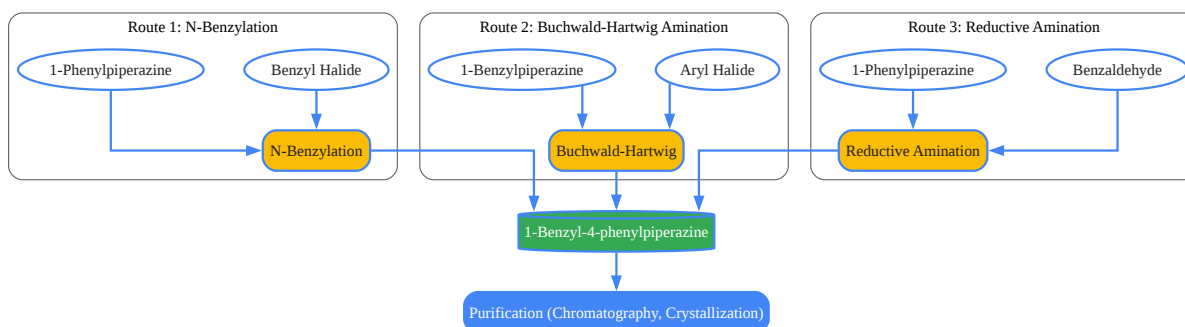 Route 1: N-Benzylation
1-Phenylpiperazine
Benzyl Halide
N-Benzylation
Route 2: Buchwald-Hartwig Amination
1-Benzylpiperazine
Aryl Halide
Buchwald-Hartwig
Route 3: Reductive Amination
1-Phenylpiperazine
Benzaldehyde
Reductive Amination
1-Benzyl-4-phenylpiperazine
Purification (Chromatography, Crystallization)